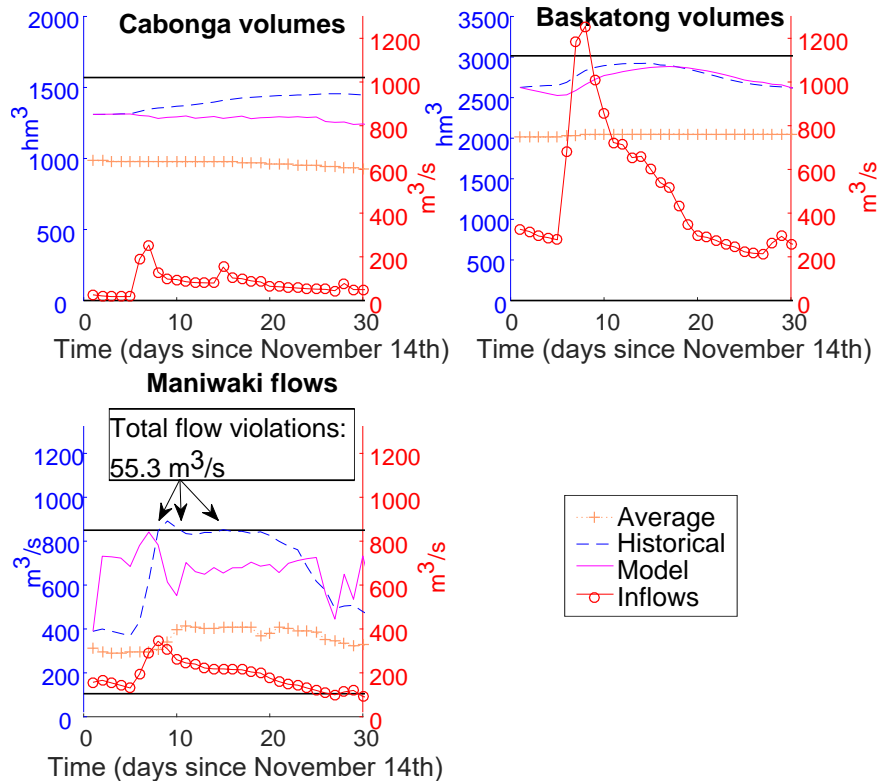 Cabonga volumes
2000
1500
1000
500
0
hm³
1200
1000
800
600
400
200
0
m³/s
0 10 20 30
Time (days since November 14th)
Baskatong volumes
3500
3000
2500
2000
1500
1000
500
0
hm³
1200
1000
800
600
400
200
0
m³/s
0 10 20 30
Time (days since November 14th)
Maniwaki flows
Total flow violations:
55.3 m³/s
1200
1000
800
600
400
200
0
m³/s
1200
1000
800
600
400
200
0
m³/s
0 10 20 30
Time (days since November 14th)
Average
Historical
Model
Inflows